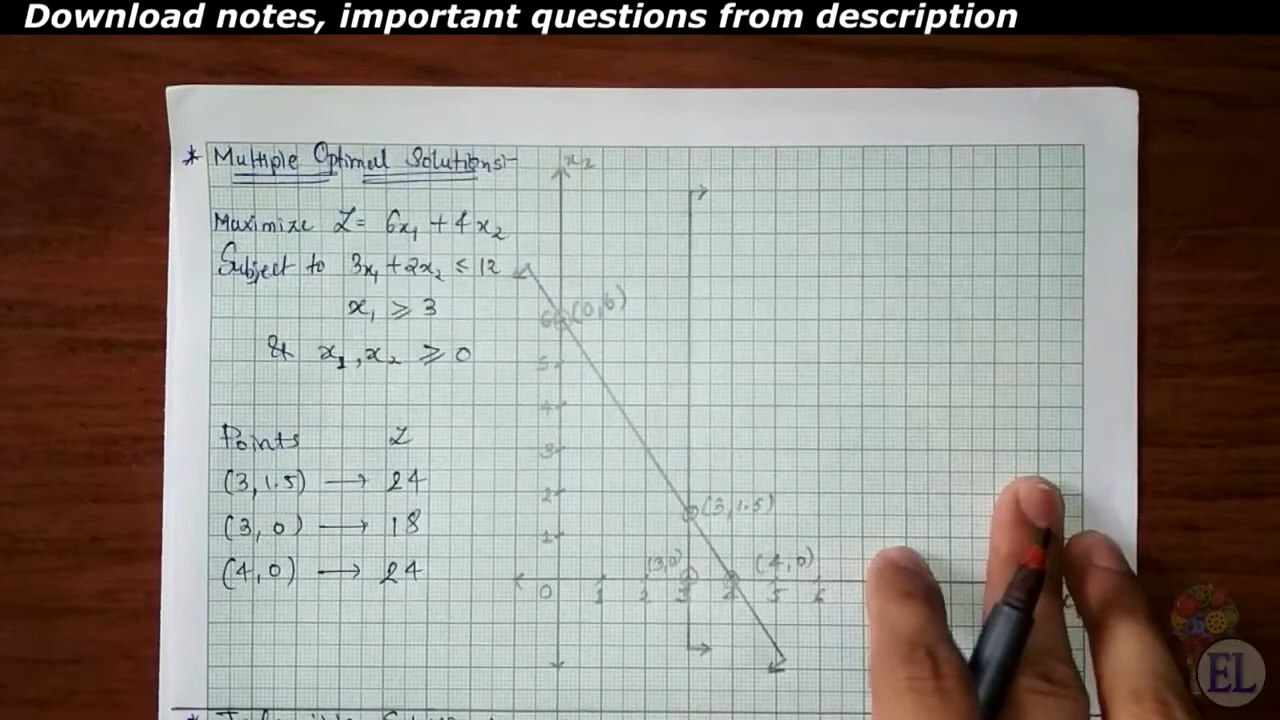 Download notes, important questions from description
* Multiple Optimal Solutions:-
Maximize Z = 6x₁ + 4x₂
Subject to 3x₁ + 2x₂ ≤ 12
x₁ ≥ 3
& x₁, x₂ ≥ 0
Points Z
(3, 1.5) → 24
(3, 0) → 18
(4, 0) → 24
x₂
(0,6)
6
5
4
3
2
1
(3,1.5)
(3,0)
(4,0)
0 1 2 3 4 5 6
EL